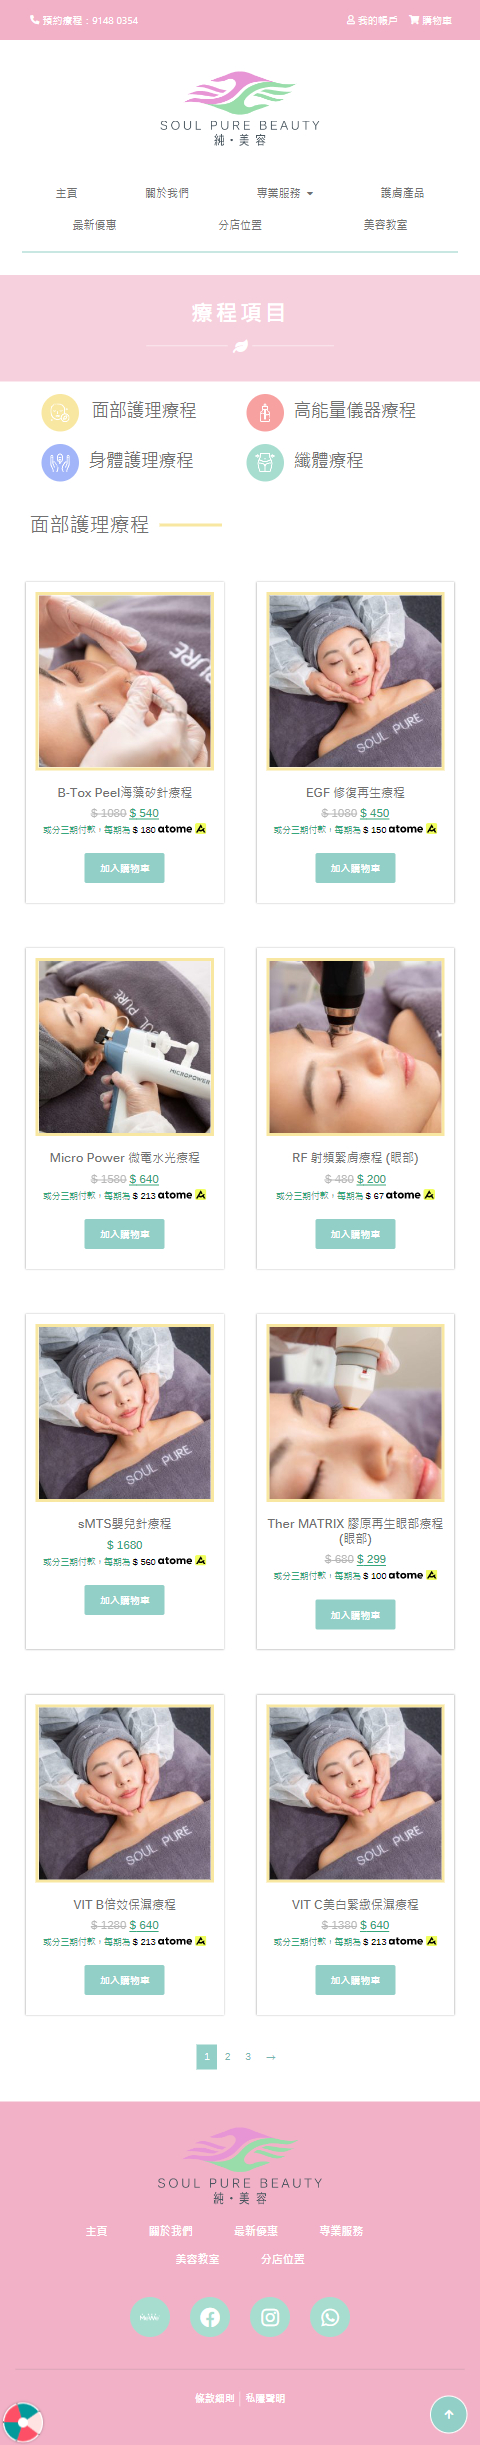 預約療程：9148 0354
我的帳戶 購物車
SOUL PURE BEAUTY
純・美 容
主頁 關於我們 專業服務 護膚產品
最新優惠 分店位置 美容教室
療程項目
面部護理療程 高能量儀器療程
身體護理療程 纖體療程
面部護理療程
PURE
SOUL PURE
B-Tox Peel海藻矽針療程
$ 1080 $ 540
或分三期付款，每期為 $ 180 atome
加入購物車
EGF 修復再生療程
$ 1080 $ 450
或分三期付款，每期為 $ 150 atome
加入購物車
SOUL PURE
MICROPOWER
Micro Power 微電水光療程
$ 1580 $ 640
或分三期付款，每期為 $ 213 atome
加入購物車
RF 射頻緊膚療程 (眼部)
$ 480 $ 200
或分三期付款，每期為 $ 67 atome
加入購物車
SOUL PURE
sMTS嬰兒針療程
$ 1680
或分三期付款，每期為 $ 560 atome
加入購物車
Ther MATRIX 膠原再生眼部療程
(眼部)
$ 680 $ 299
或分三期付款，每期為 $ 100 atome
加入購物車
SOUL PURE
SOUL PURE
VIT B倍效保濕療程
$ 1280 $ 640
或分三期付款，每期為 $ 213 atome
加入購物車
VIT C美白緊緻保濕療程
$ 1380 $ 640
或分三期付款，每期為 $ 213 atome
加入購物車
1 2 3 →
SOUL PURE BEAUTY
純・美 容
主頁 關於我們 最新優惠 專業服務
美容教室 分店位置
MeWe
條款細則 | 私隱聲明